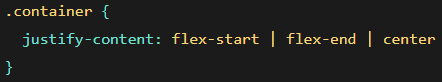 .container {
  justify-content: flex-start | flex-end | center
}